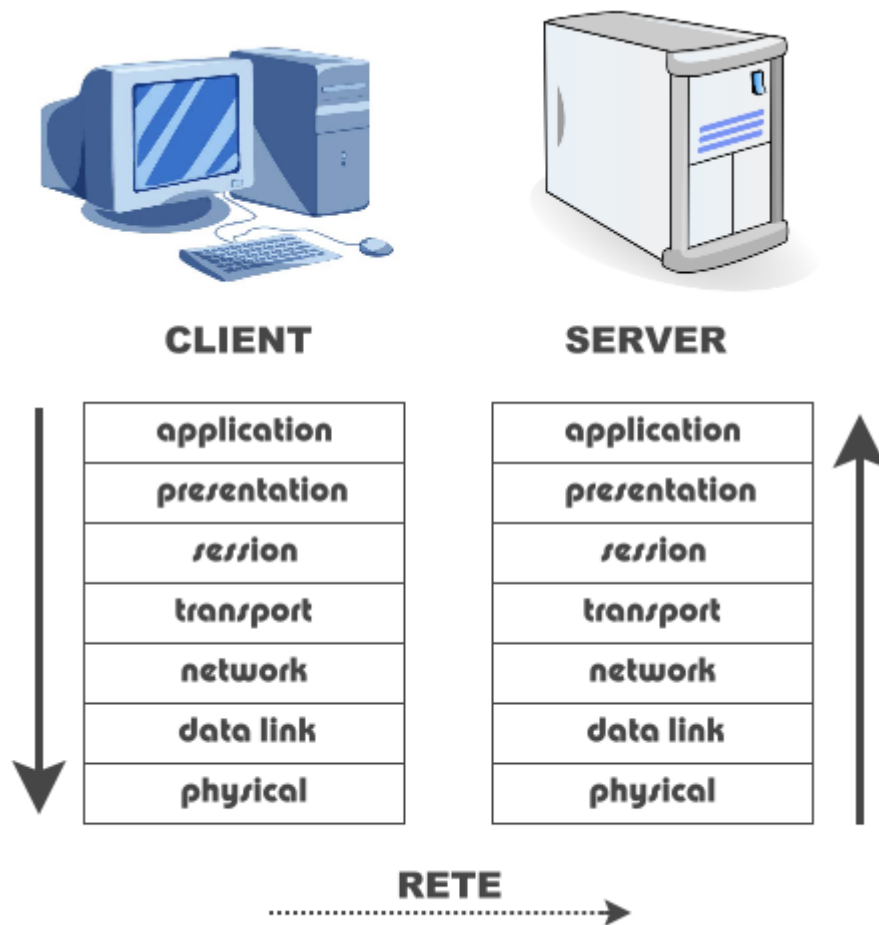 CLIENT
SERVER
application
presentation
session
transport
network
data link
physical
application
presentation
session
transport
network
data link
physical
RETE